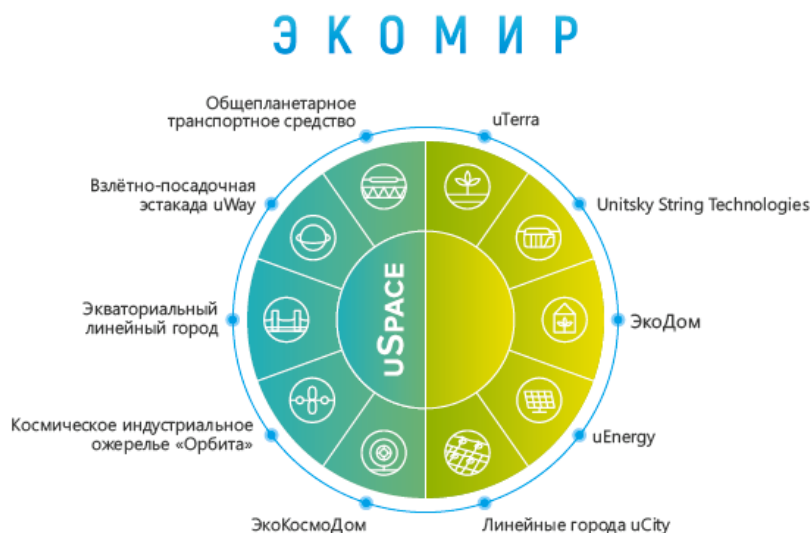 ЭКОМИР
Общепланетарное
транспортное средство
uTerra
Взлётно-посадочная
эстакада uWay
Unitsky String Technologies
Экваториальный
линейный город
uSPACE
ЭкоДом
Космическое индустриальное
ожерелье «Орбита»
uEnergy
ЭкоКосмоДом
Линейные города uCity